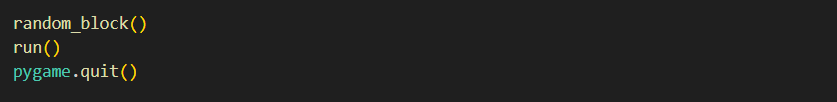 random_block()
run()
pygame.quit()